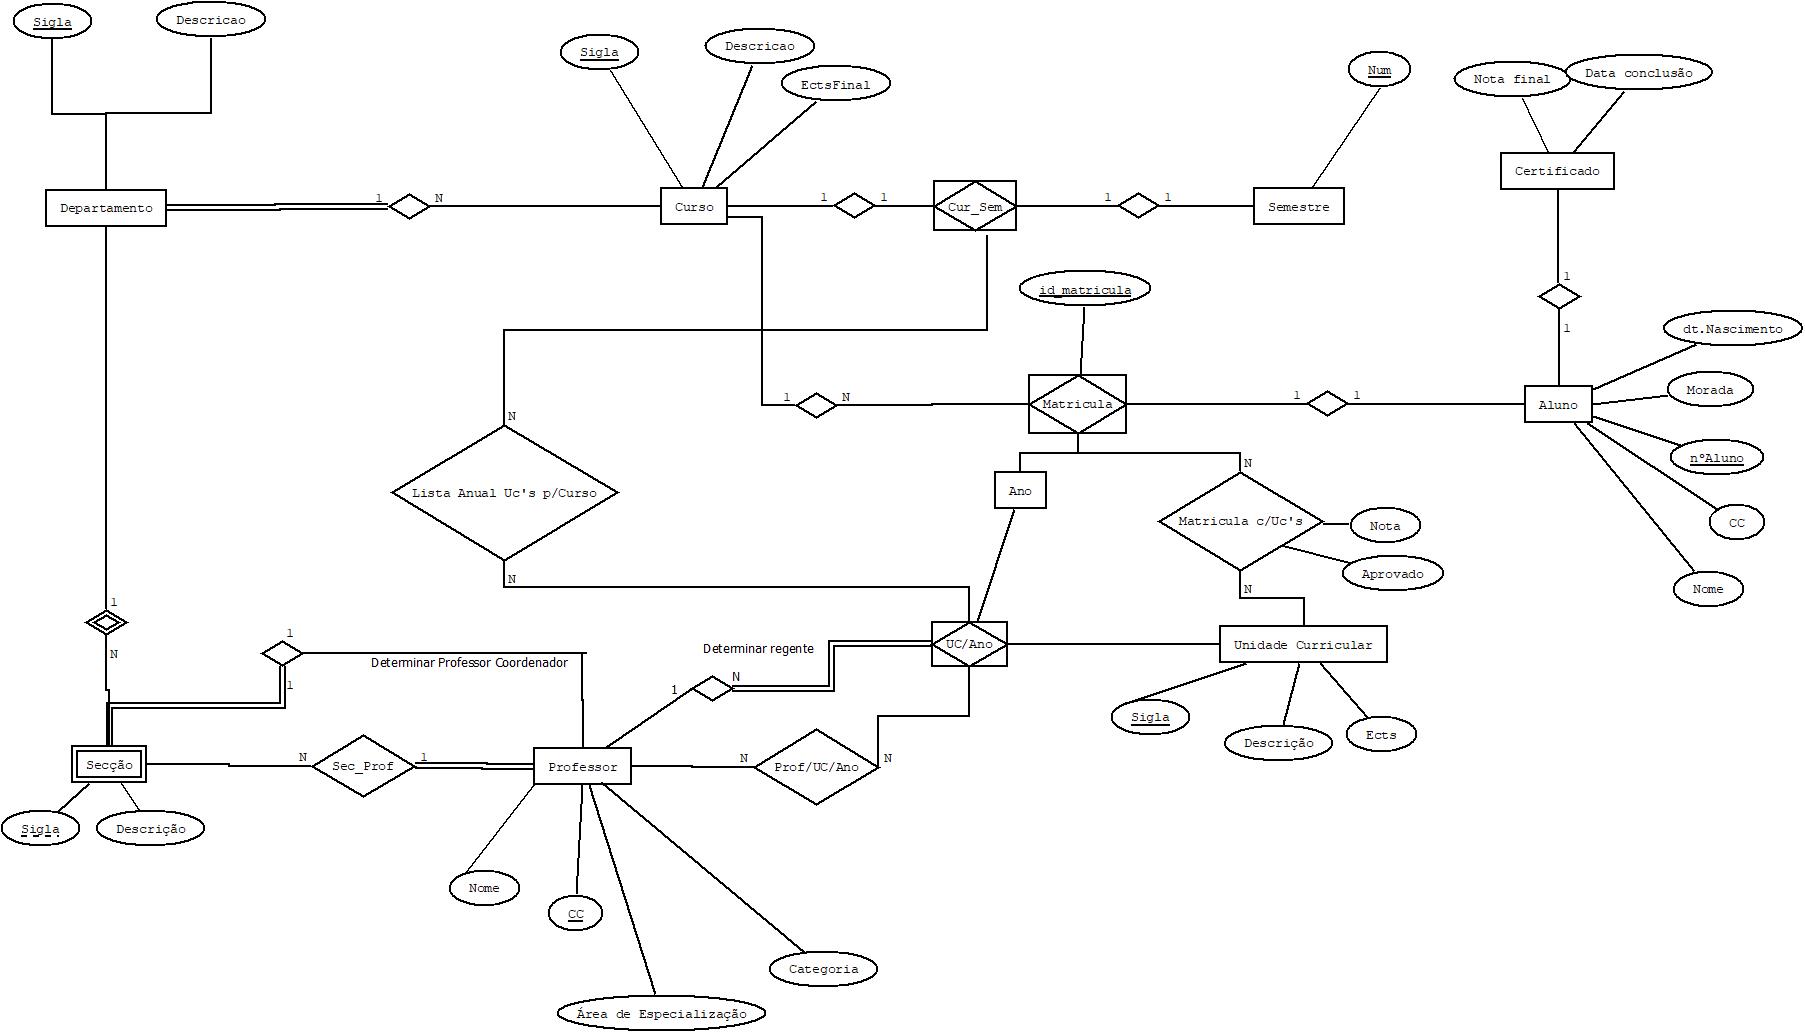 Sigla
Descricao
Sigla
Descricao
EctsFinal
Num
Nota final
Data conclusão
Certificado
Departamento
1
N
Curso
1
1
Cur_Sem
1
1
Semestre
id_matricula
1
1
dt.Nascimento
Morada
nºAluno
CC
Nome
1
N
Matricula
1
1
Aluno
N
Lista Anual Uc's p/Curso
N
Ano
N
Matricula c/Uc's
Nota
Aprovado
N
1
N
1
1
Determinar Professor Coordenador
Determinar regente
1
N
UC/Ano
Unidade Curricular
Sigla
Descrição
Ects
Secção
N
Sec_Prof
1
Professor
N
Prof/UC/Ano
N
Sigla
Descrição
Nome
CC
Categoria
Área de Especialização